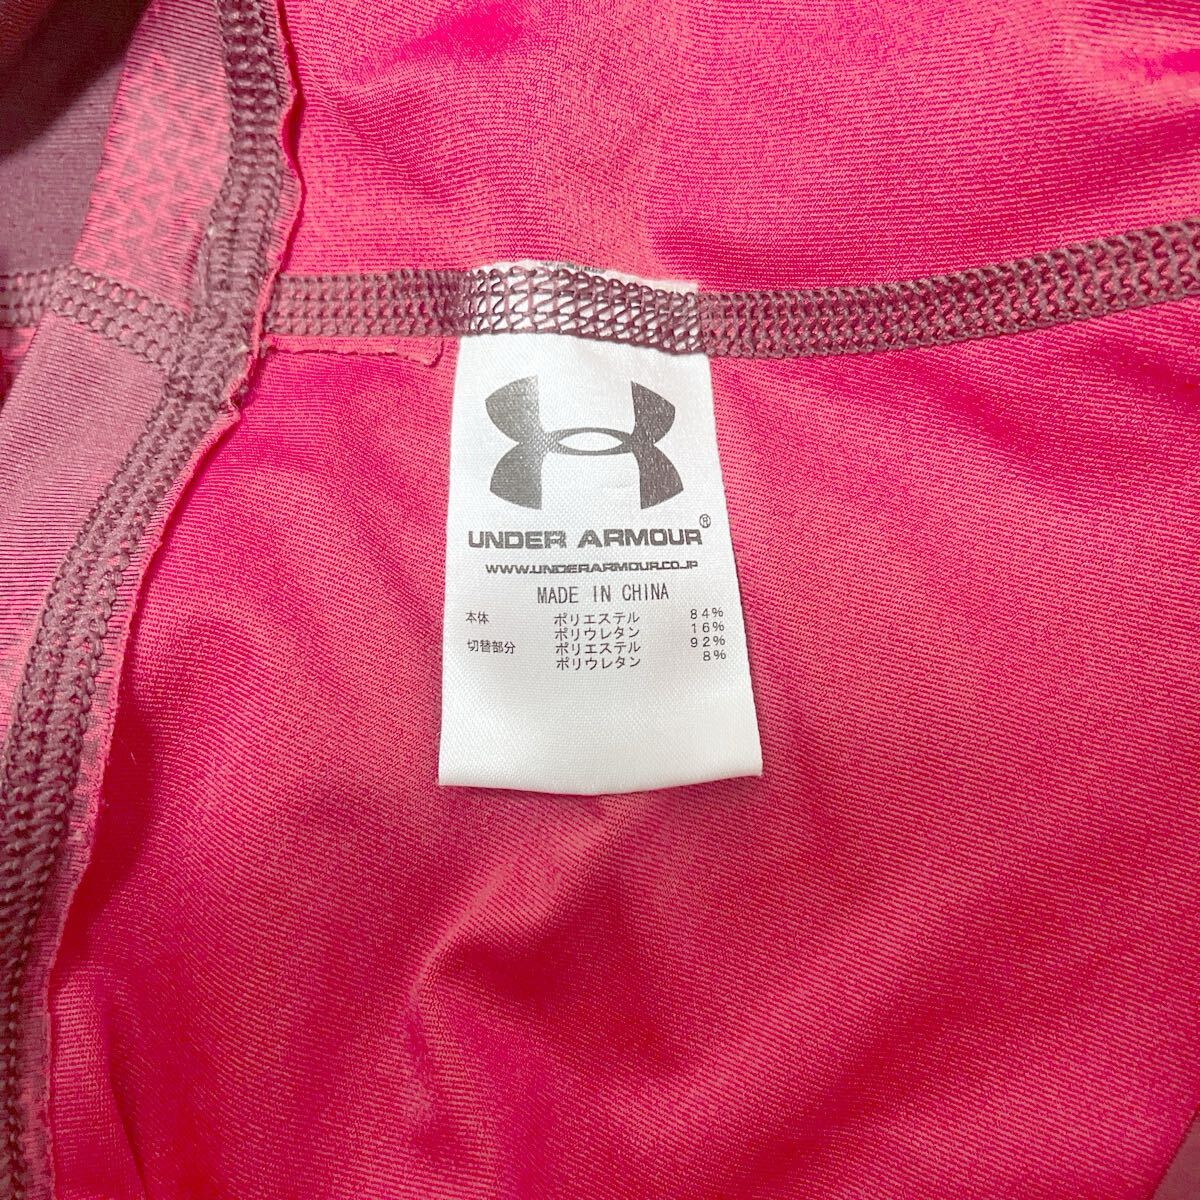 UNDER ARMOUR®
WWW.UNDERARMOUR.CO.JP
MADE IN CHINA
本体 ポリエステル 84%
ポリウレタン 16%
切替部分 ポリエステル 92%
ポリウレタン 8%